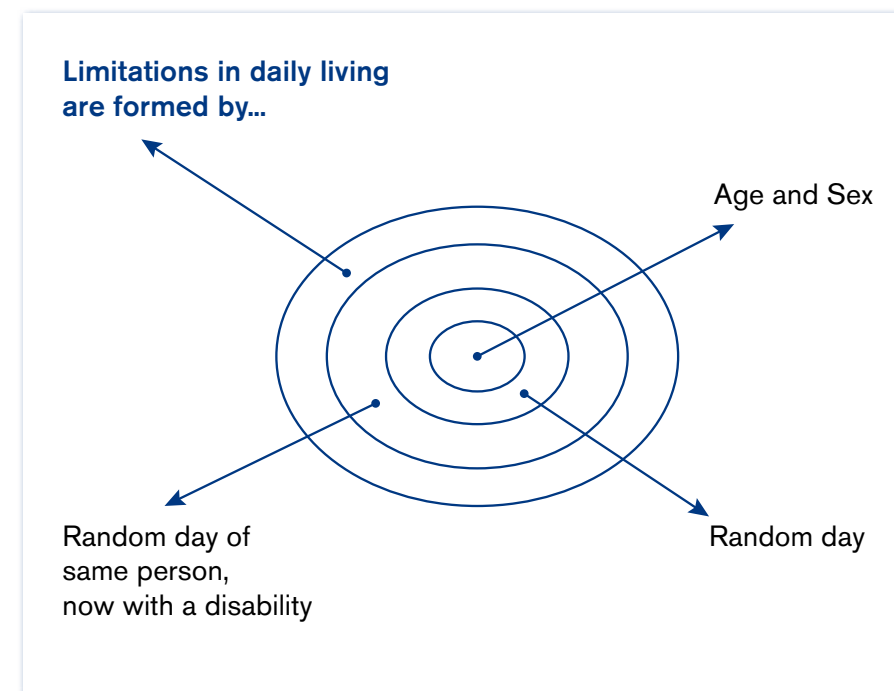 Limitations in daily living
are formed by...
Age and Sex
Random day of
same person,
now with a disability
Random day